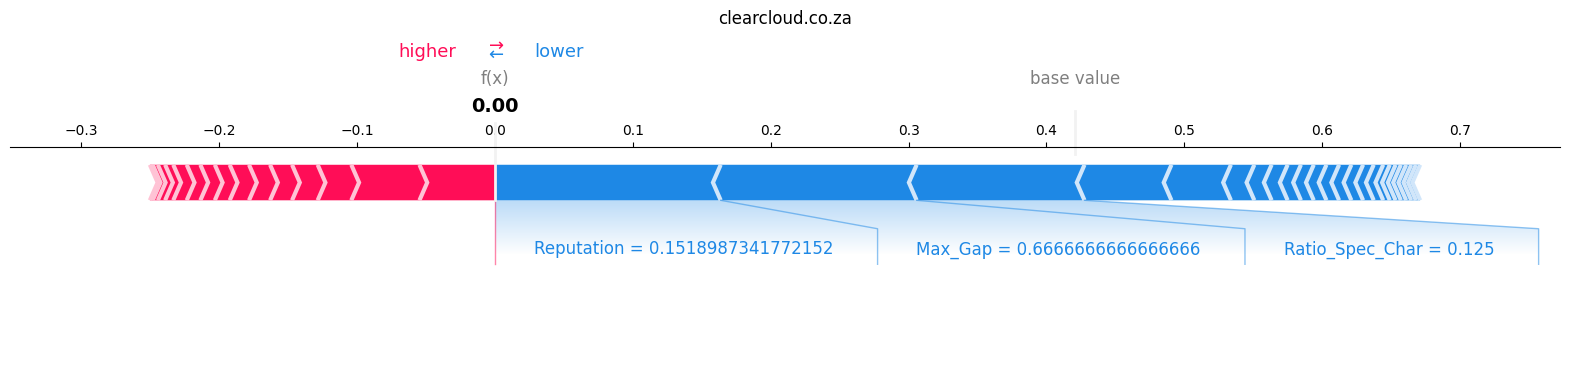 clearcloud.co.za
higher ⇄ lower
f(x) base value
0.00
−0.3 −0.2 −0.1 0.0 0.1 0.2 0.3 0.4 0.5 0.6 0.7
Reputation = 0.1518987341772152 Max_Gap = 0.6666666666666666 Ratio_Spec_Char = 0.125